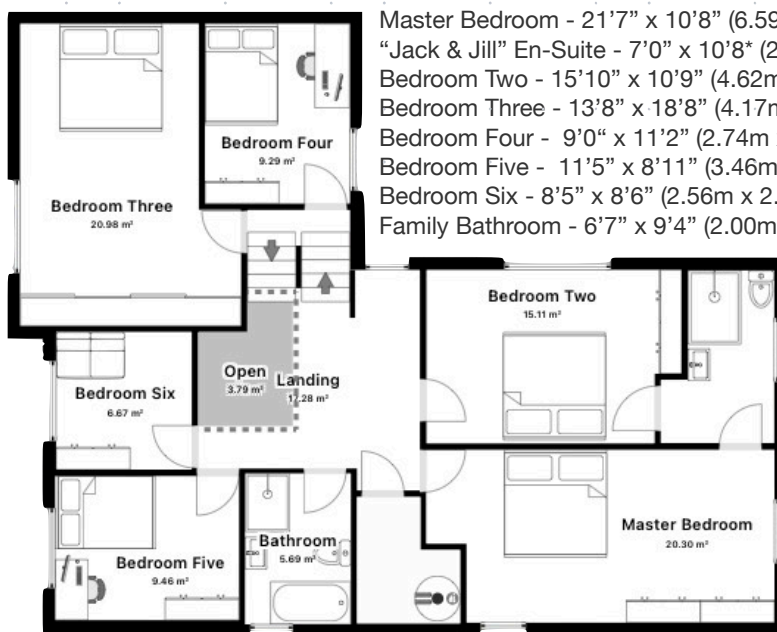 Master Bedroom - 21’7” x 10’8” (6.59
“Jack & Jill” En-Suite - 7’0” x 10’8* (2
Bedroom Two - 15’10” x 10’9” (4.62m
Bedroom Three - 13’8” x 18’8” (4.17m
Bedroom Four - 9’0“ x 11’2” (2.74m
Bedroom Five - 11’5” x 8’11” (3.46m
Bedroom Six - 8’5” x 8’6” (2.56m x 2.
Family Bathroom - 6’7” x 9’4” (2.00m
Bedroom Four
9.29 m²
Bedroom Three
20.98 m²
Bedroom Two
15.11 m²
Open
3.79 m²
Landing
17.28 m²
Bedroom Six
6.67 m²
Master Bedroom
20.30 m²
Bathroom
5.69 m²
Bedroom Five
9.46 m²